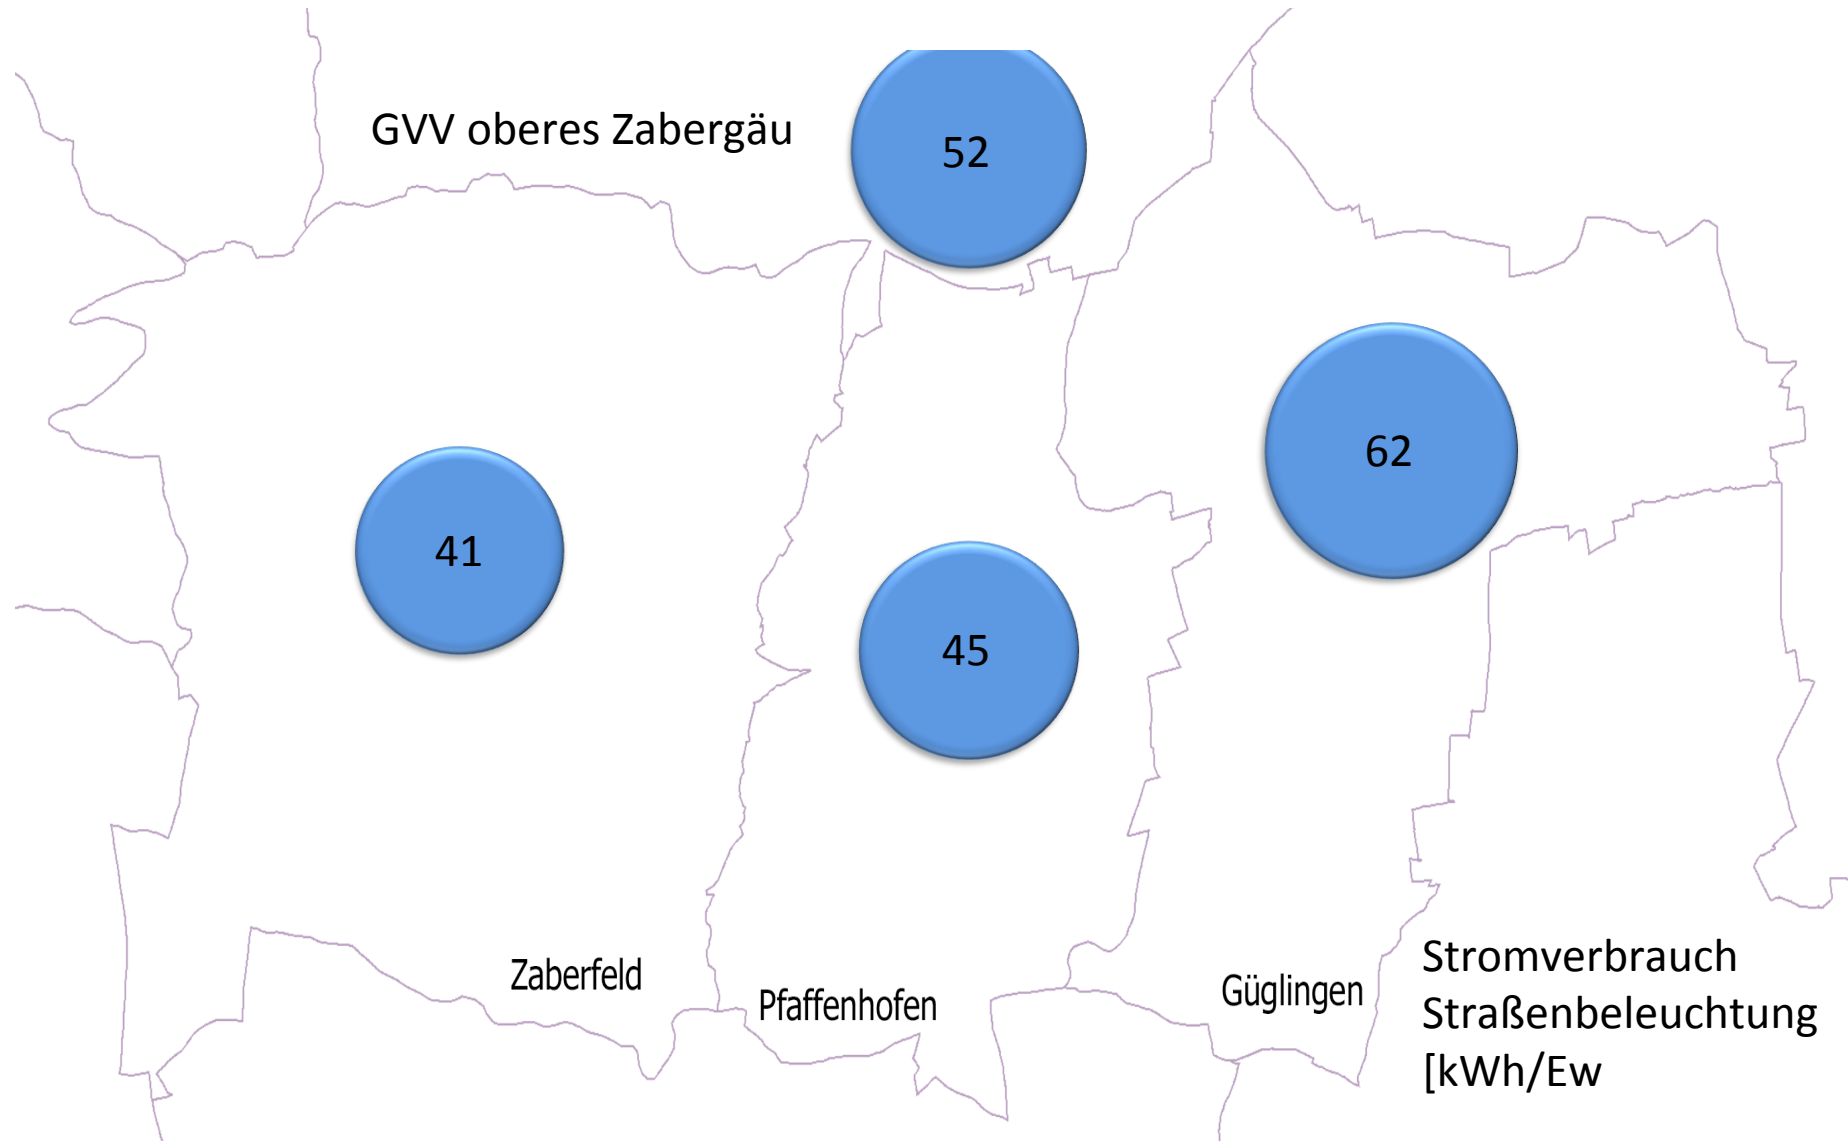 GVV oberes Zabergäu
52
62
41
45
Zaberfeld
Pfaffenhofen
Güglingen
Stromverbrauch
Straßenbeleuchtung
[kWh/Ew